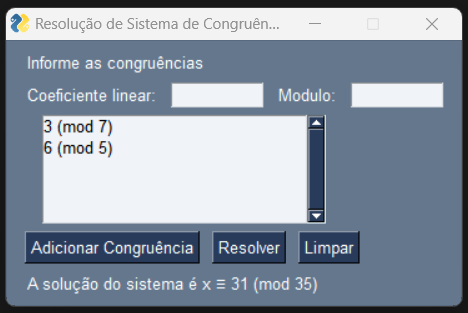 Resolução de Sistema de Congruên...
Informe as congruências
Coeficiente linear: Modulo:
3 (mod 7)
6 (mod 5)
Adicionar Congruência Resolver Limpar
A solução do sistema é x ≡ 31 (mod 35)